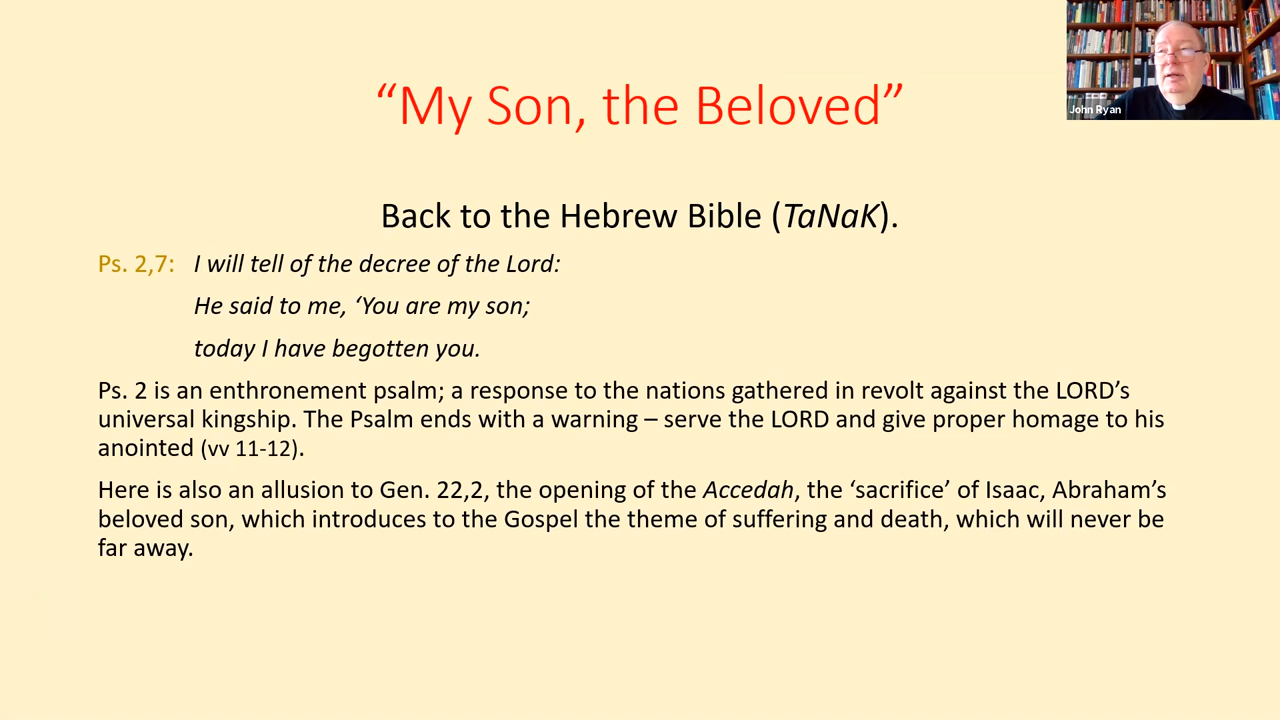 “My Son, the Beloved”
John Ryan
Back to the Hebrew Bible (TaNaK).
Ps. 2,7: I will tell of the decree of the Lord:
He said to me, ‘You are my son;
today I have begotten you.
Ps. 2 is an enthronement psalm; a response to the nations gathered in revolt against the LORD’s
universal kingship. The Psalm ends with a warning – serve the LORD and give proper homage to his
anointed (vv 11-12).
Here is also an allusion to Gen. 22,2, the opening of the Accedah, the ‘sacrifice’ of Isaac, Abraham’s
beloved son, which introduces to the Gospel the theme of suffering and death, which will never be
far away.